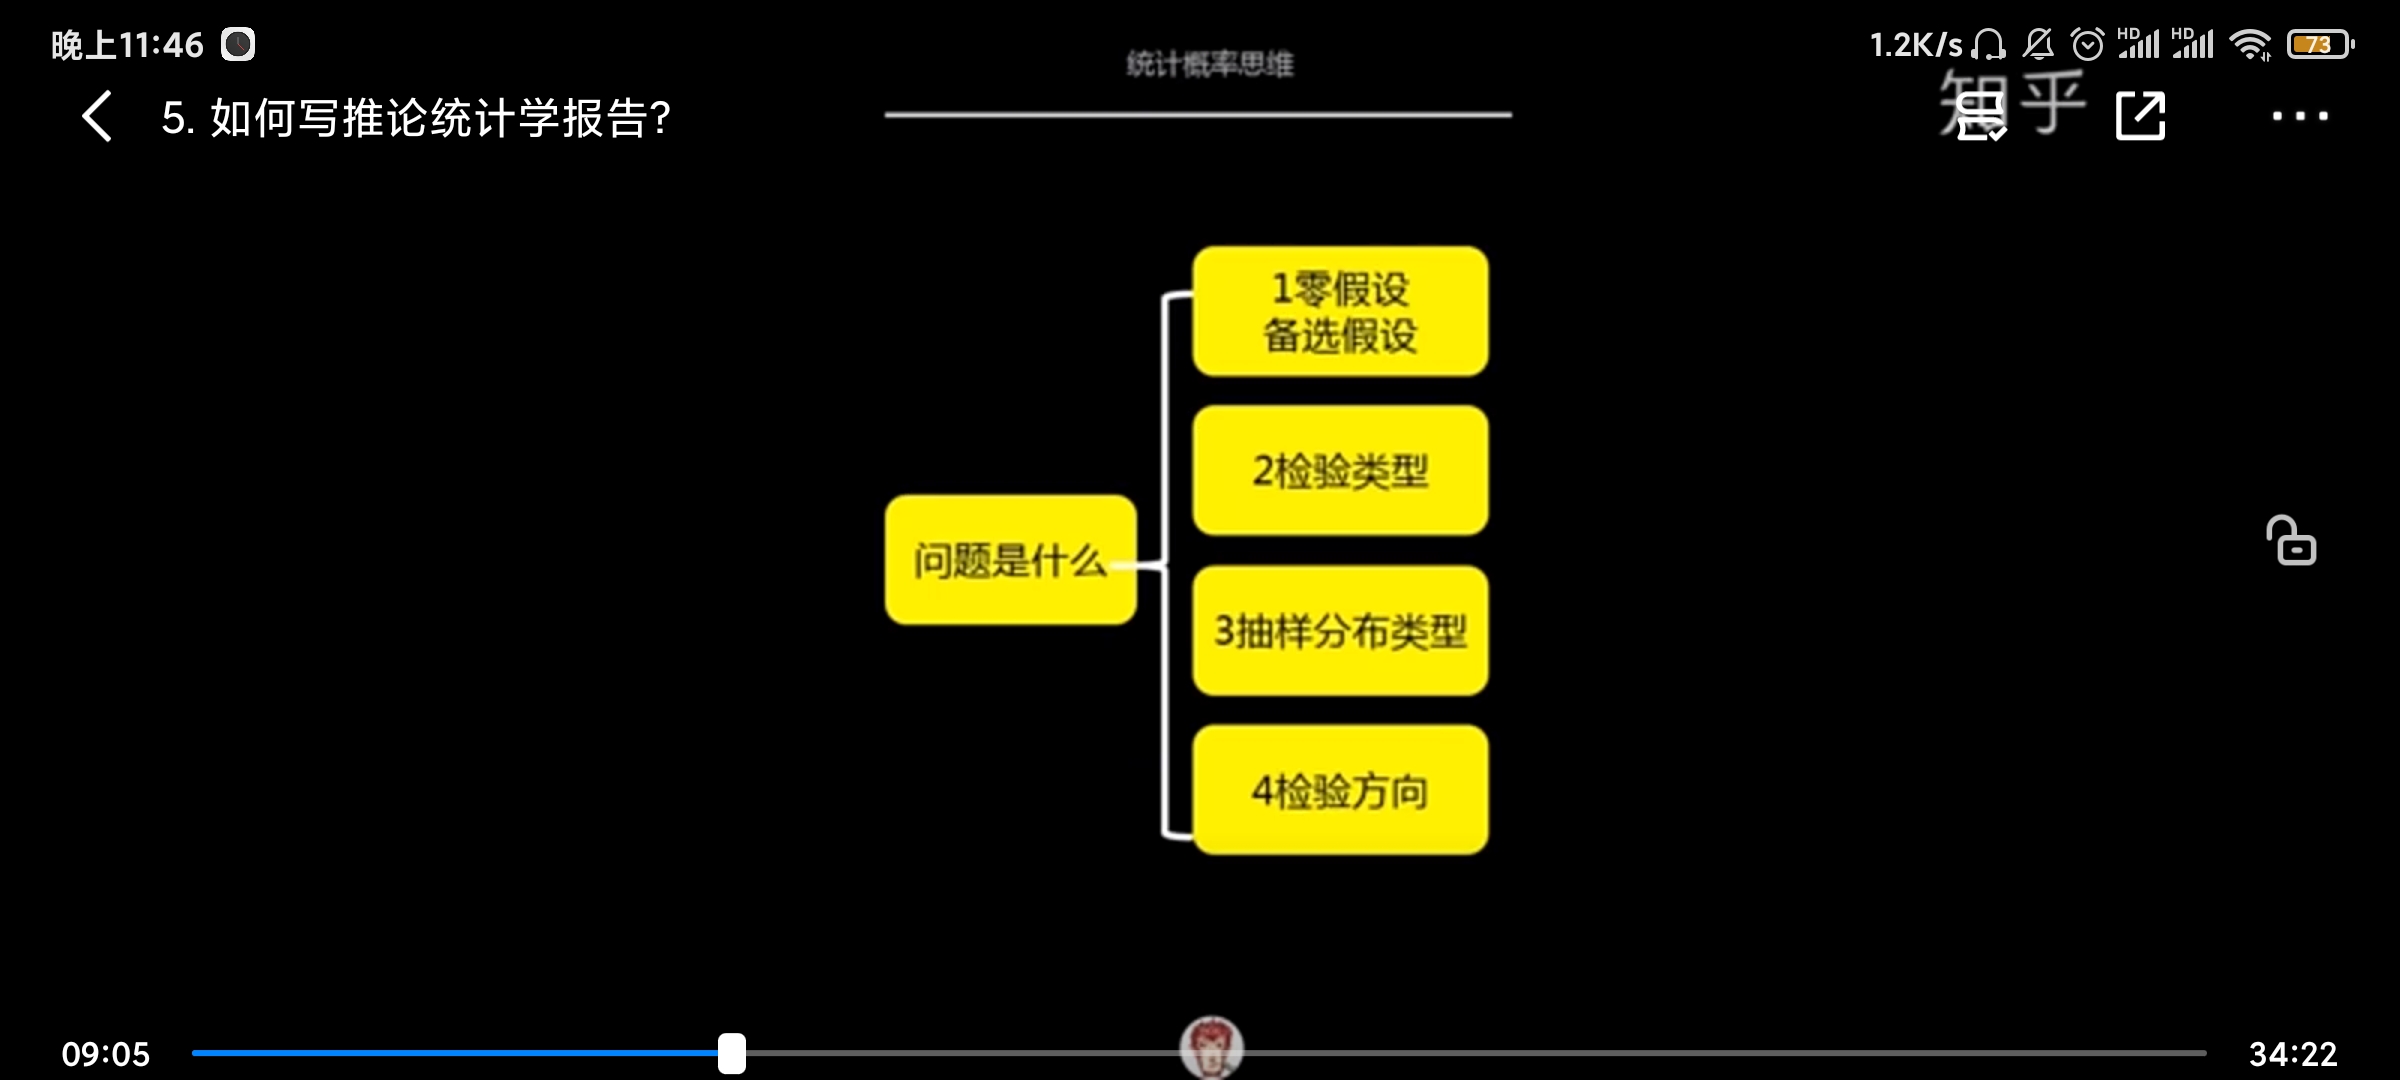 晚上11:46
1.2K/s
HD
HD
73
统计概率思维
知乎
5. 如何写推论统计学报告?
1零假设
备选假设
2检验类型
问题是什么
3抽样分布类型
4检验方向
09:05
34:22